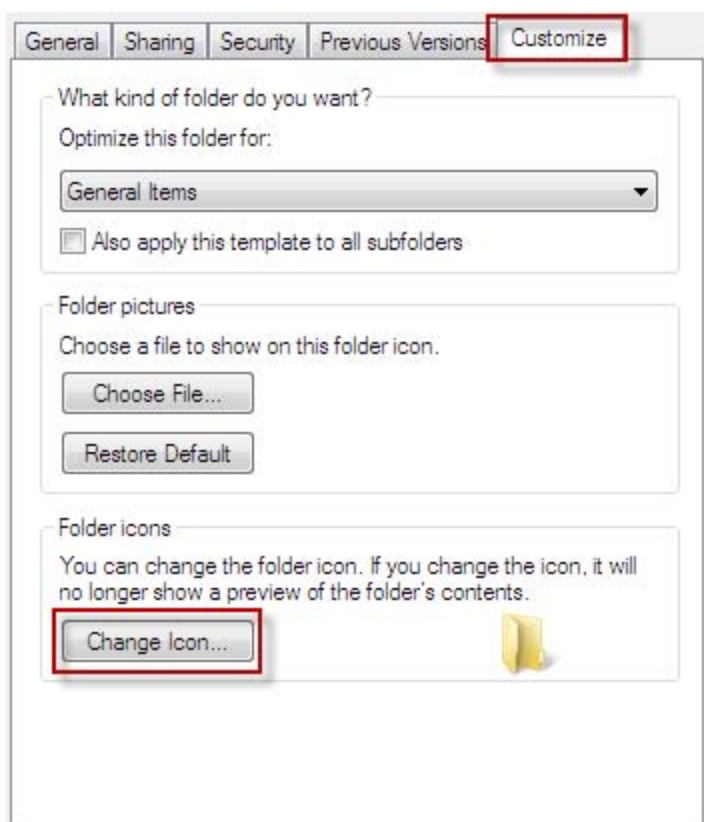 General Sharing Security Previous Versions Customize
What kind of folder do you want?
Optimize this folder for:
General Items
Also apply this template to all subfolders
Folder pictures
Choose a file to show on this folder icon.
Choose File...
Restore Default
Folder icons
You can change the folder icon. If you change the icon, it will
no longer show a preview of the folder's contents.
Change Icon...